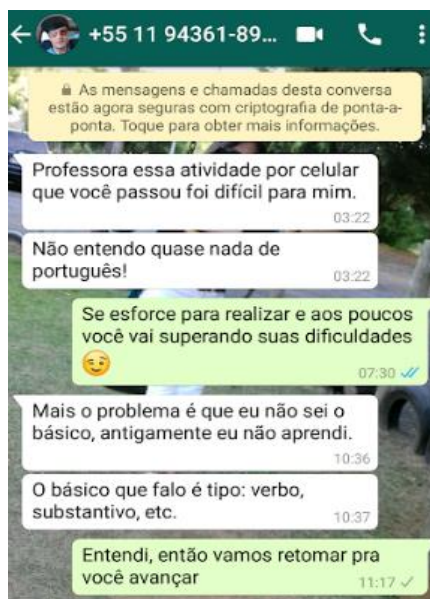 +55 11 94361-89...
As mensagens e chamadas desta conversa
estão agora seguras com criptografia de ponta-a-
ponta. Toque para obter mais informações.
Professora essa atividade por celular
que você passou foi difícil para mim.
03:22
Não entendo quase nada de
português!
03:22
Se esforce para realizar e aos poucos
você vai superando suas dificuldades
😉
07:30
Mais o problema é que eu não sei o
básico, antigamente eu não aprendi.
10:36
O básico que falo é tipo: verbo,
substantivo, etc.
10:37
Entendi, então vamos retomar pra
você avançar
11:17